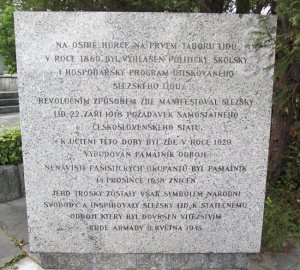 NA OSTRÉ HŮRCE NA PRVÉM TÁBORU LIDU
V ROCE 1869 BYL VYHLÁŠEN POLITICKÝ, ŠKOLSKÝ
I HOSPODÁŘSKÝ PROGRAM UTISKOVANÉHO
SLEZSKÉHO LIDU.
REVOLUČNÍM ZPŮSOBEM ZDE MANIFESTOVAL SLEZSKÝ
LID 22. ZÁŘÍ 1918 POŽADAVEK SAMOSTATNÉHO
ČESKOSLOVENSKÉHO STÁTU.
K UCTĚNÍ TÉTO DOBY BYL ZDE V ROCE 1929
VYBUDOVÁN PAMÁTNÍK ODBOJE.
NENÁVISTÍ FAŠISTICKÝCH OKUPANTŮ BYL PAMÁTNÍK
14. PROSINCE 1938 ZNIČEN.
JEHO TROSKY ZŮSTALY VŠAK SYMBOLEM NÁRODNÍ
SVOBODY A INSPIROVALY SLEZSKÝ LID K STATEČNÉMU
ODBOJI, KTERÝ BYL DOVRŠEN VÍTĚZSTVÍM
RUDÉ ARMÁDY 9. KVĚTNA 1945.